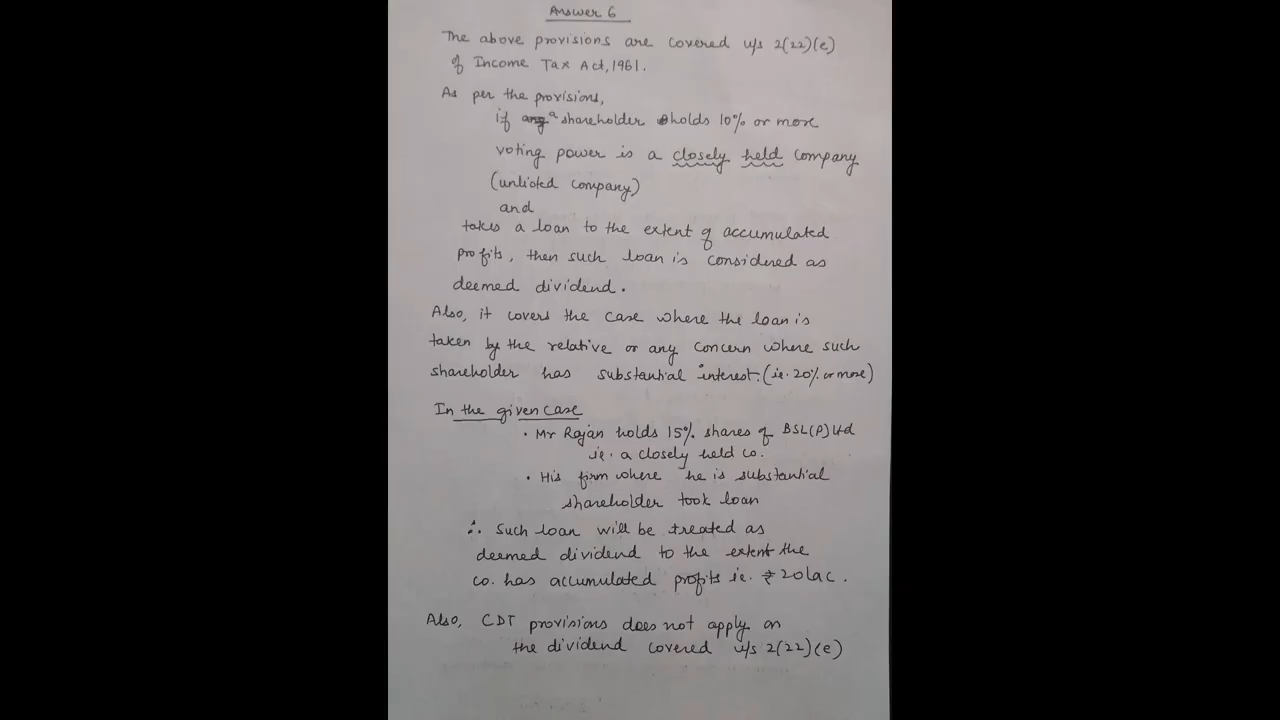 Answer 6
The above provisions are covered u/s 2(22)(e)
of Income Tax Act, 1961.
As per the provisions,
if a shareholder holds 10% or more
voting power is a closely held company
(unlisted company)
and
takes a loan to the extent of accumulated
profits, then such loan is considered as
deemed dividend.
Also, it covers the case where the loan is
taken by the relative or any concern where such
shareholder has substantial interest. (ie. 20% or more)
In the given case
• Mr Rajan holds 15% shares of BSL(P) Ltd
ie. a closely held co.
• His firm where he is substantial
shareholder took loan
∴ Such loan will be treated as
deemed dividend to the extent the
co. has accumulated profits ie. ₹ 20 lac.
Also, CDT provisions does not apply on
the dividend covered u/s 2(22)(e)